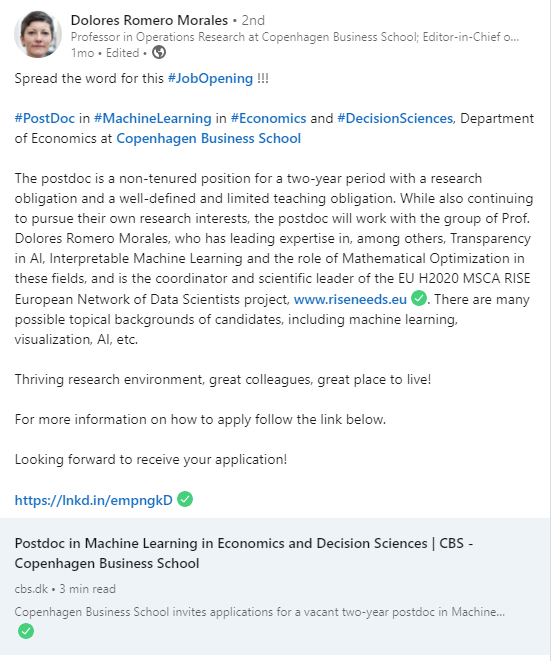 Dolores Romero Morales • 2nd
Professor in Operations Research at Copenhagen Business School; Editor-in-Chief o...
1mo • Edited •
Spread the word for this #JobOpening !!!
#PostDoc in #MachineLearning in #Economics and #DecisionSciences, Department
of Economics at Copenhagen Business School
The postdoc is a non-tenured position for a two-year period with a research
obligation and a well-defined and limited teaching obligation. While also continuing
to pursue their own research interests, the postdoc will work with the group of Prof.
Dolores Romero Morales, who has leading expertise in, among others, Transparency
in AI, Interpretable Machine Learning and the role of Mathematical Optimization in
these fields, and is the coordinator and scientific leader of the EU H2020 MSCA RISE
European Network of Data Scientists project, www.riseneeds.eu . There are many
possible topical backgrounds of candidates, including machine learning,
visualization, AI, etc.
Thriving research environment, great colleagues, great place to live!
For more information on how to apply follow the link below.
Looking forward to receive your application!
https://lnkd.in/empngkD
Postdoc in Machine Learning in Economics and Decision Sciences | CBS -
Copenhagen Business School
cbs.dk • 3 min read
Copenhagen Business School invites applications for a vacant two-year postdoc in Machine...